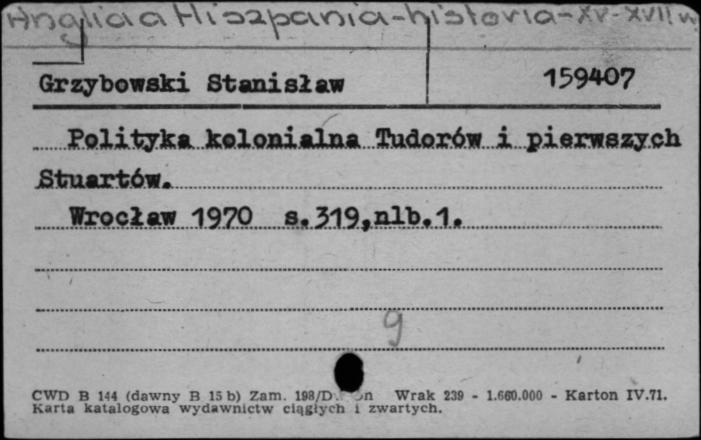 Anglia a Hiszpania-historia-XV-XVII w.
Grzybowski Stanisław 159407
Polityka kolonialna Tudorów i pierwszych
Stuartów.
Wrocław 1970 s.319,nlb.1.
g
CWD B 144 (dawny B 15 b) Zam. 198/D Wrak 239 - 1.660.000 - Karton IV.71.
Karta katalogowa wydawnictw ciągłych i zwartych.